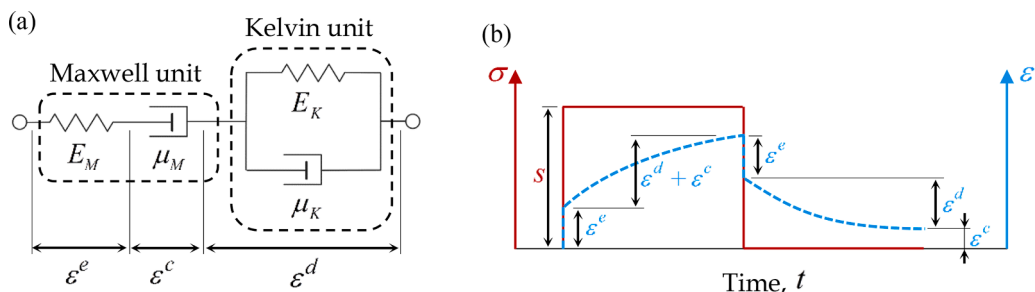 (a)
Kelvin unit
Maxwell unit
E_K
E_M
μ_M
μ_K
ε^e
ε^c
ε^d
(b)
σ
ε
s
ε^d + ε^c
ε^e
ε^e
ε^d
ε^c
Time, t